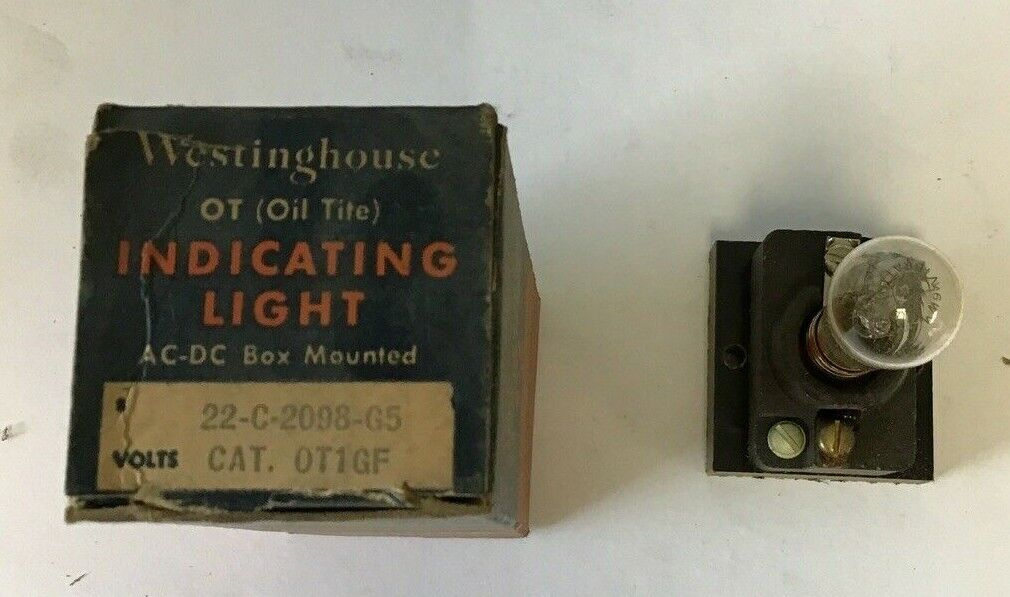 Westinghouse
OT (Oil Tite)
INDICATING
LIGHT
AC-DC Box Mounted
22-C-2098-G5
VOLTS CAT. OT1GF